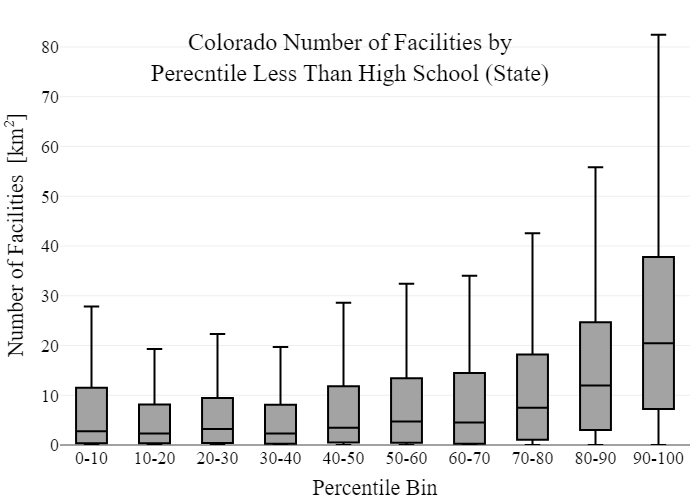 Colorado Number of Facilities by
Perecntile Less Than High School (State)
Number of Facilities [km²]
80
70
60
50
40
30
20
10
0
0-10 10-20 20-30 30-40 40-50 50-60 60-70 70-80 80-90 90-100
Percentile Bin